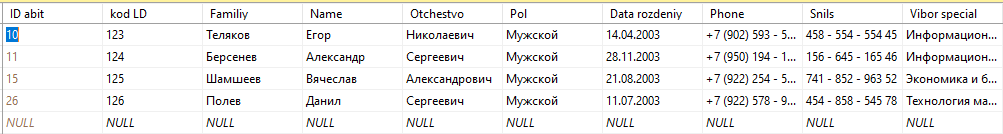 ID abit kod LD Familiy Name Otchestvo Pol Data rozdeniy Phone Snils Vibor special
10 123 Теляков Егор Николаевич Мужской 14.04.2003 +7 (902) 593 - 5... 458 - 554 - 554 45 Информацион...
11 124 Берсенев Александр Сергеевич Мужской 28.11.2003 +7 (950) 194 - 1... 156 - 645 - 165 46 Информацион...
15 125 Шамшеев Вячеслав Александрович Мужской 21.08.2003 +7 (922) 254 - 5... 741 - 852 - 963 52 Экономика и б...
26 126 Полев Данил Сергеевич Мужской 11.07.2003 +7 (922) 578 - 9... 454 - 858 - 545 78 Технология ма...
NULL NULL NULL NULL NULL NULL NULL NULL NULL NULL